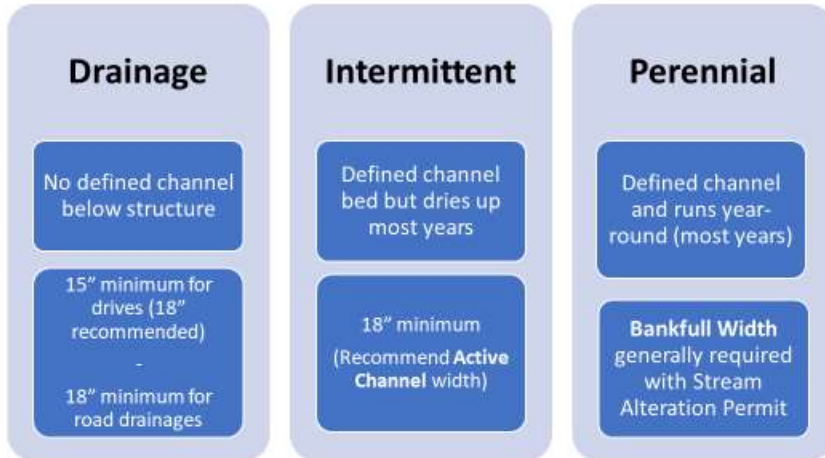 Drainage
No defined channel
below structure
15” minimum for
drives (18”
recommended)
-
18” minimum for
road drainages
Intermittent
Defined channel
bed but dries up
most years
18” minimum
(Recommend Active
Channel width)
Perennial
Defined channel
and runs year-
round (most years)
Bankfull Width
generally required
with Stream
Alteration Permit